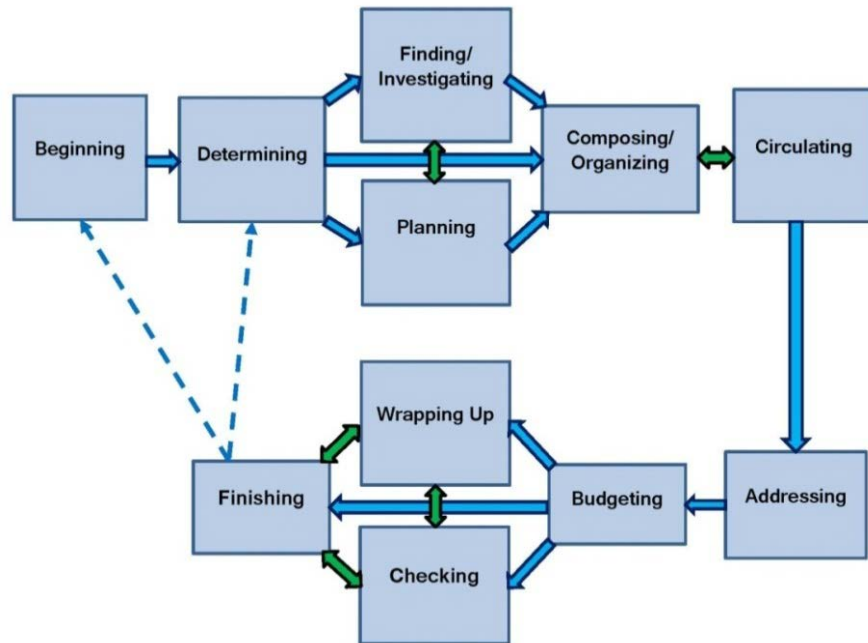 Beginning
Determining
Finding/
Investigating
Planning
Composing/
Organizing
Circulating
Addressing
Budgeting
Wrapping Up
Checking
Finishing